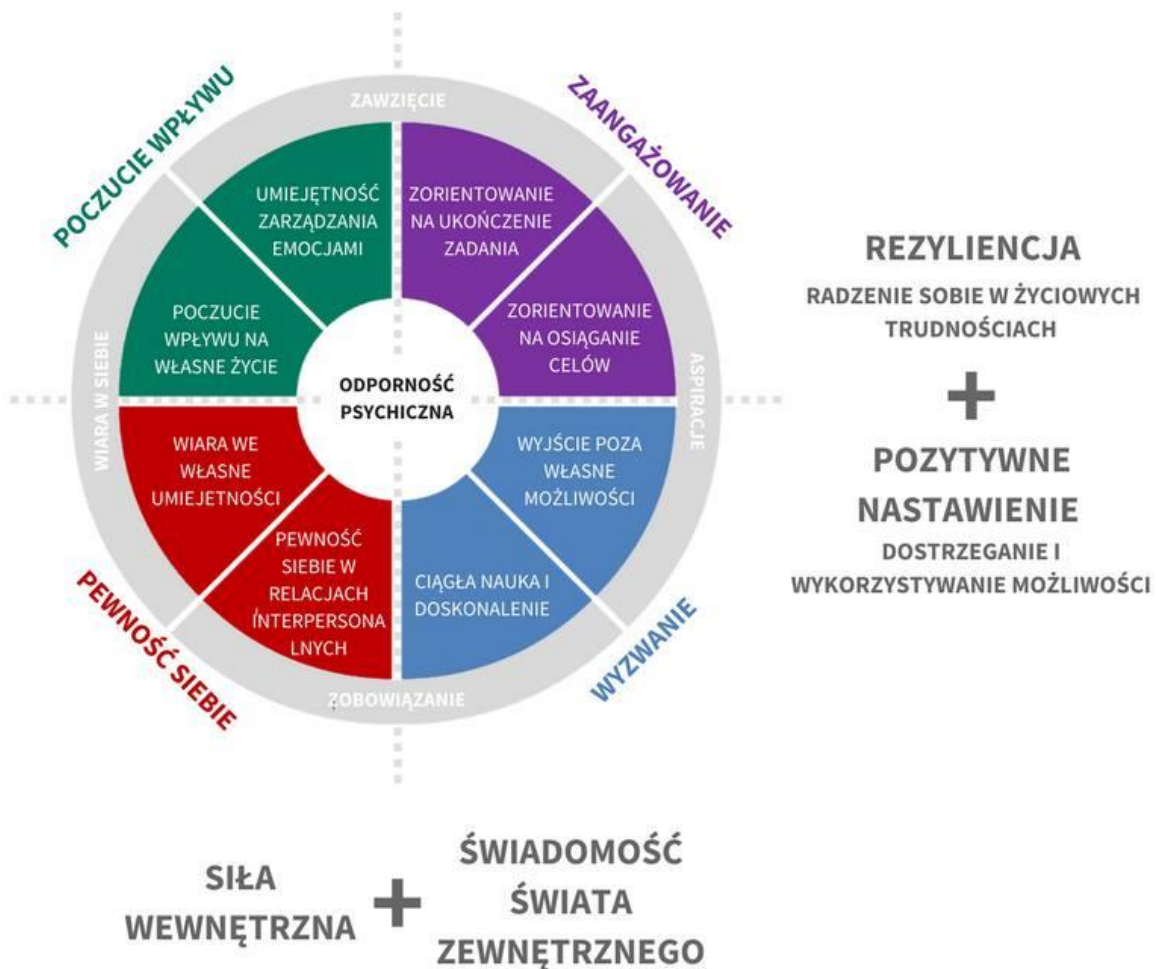 ZAWZIĘCIE
POCZUCIE WPŁYWU
ZAANGAŻOWANIE
UMIEJĘTNOŚĆ
ZARZĄDZANIA
EMOCJAMI
ZORIENTOWANIE
NA UKOŃCZENIE
ZADANIA
POCZUCIE
WPŁYWU NA
WŁASNE ŻYCIE
ZORIENTOWANIE
NA OSIĄGANIE
CELÓW
WIARA W SIEBIE
ODPORNOŚĆ
PSYCHICZNA
ASPIRACJE
WIARA WE
WŁASNE
UMIEJETNOŚCI
WYJŚCIE POZA
WŁASNE
MOŻLIWOŚCI
PEWNOŚĆ
SIEBIE W
RELACJACH
INTERPERSONA
LNYCH
CIĄGŁA NAUKA I
DOSKONALENIE
PEWNOŚĆ SIEBIE
WYZWANIE
ZOBOWIĄZANIE
REZYLIENCJA
RADZENIE SOBIE W ŻYCIOWYCH
TRUDNOŚCIACH
+
POZYTYWNE
NASTAWIENIE
DOSTRZEGANIE I
WYKORZYSTYWANIE MOŻLIWOŚCI
SIŁA
WEWNĘTRZNA
+
ŚWIADOMOŚĆ
ŚWIATA
ZEWNĘTRZNEGO